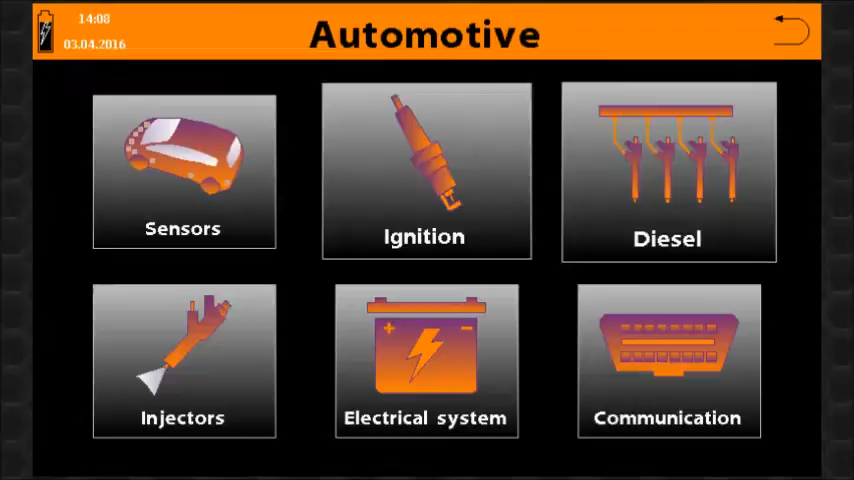 14:08
03.04.2016
Automotive
Sensors
Ignition
Diesel
Injectors
Electrical system
Communication